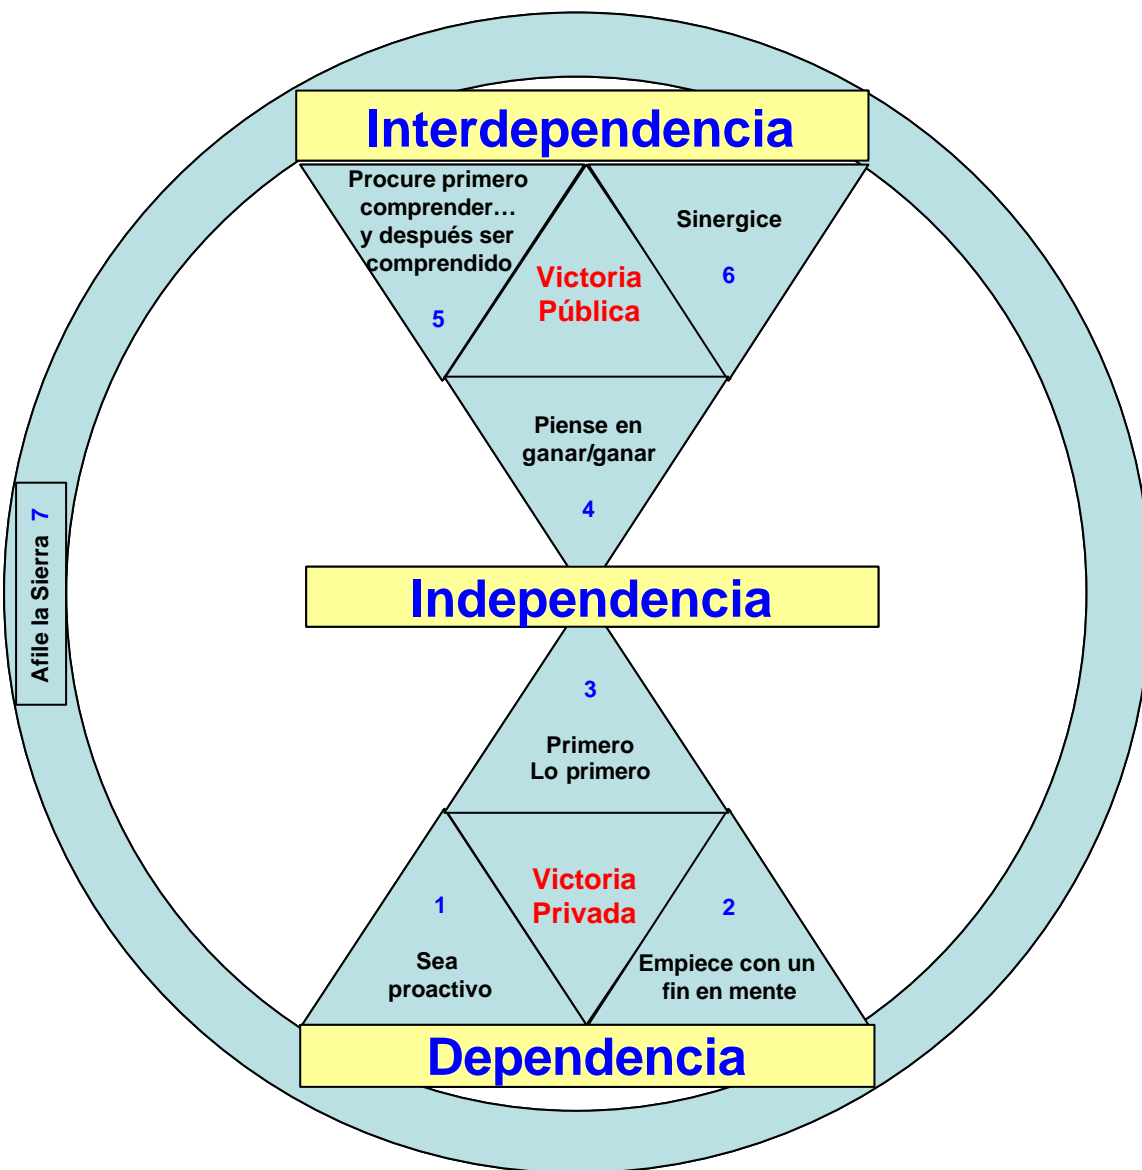 Interdependencia
Procure primero
comprender…
y después ser
comprendido
5
Victoria
Pública
Sinergice
6
Piense en
ganar/ganar
4
Afile la Sierra 7
Independencia
3
Primero
Lo primero
Victoria
Privada
1
Sea
proactivo
2
Empiece con un
fin en mente
Dependencia